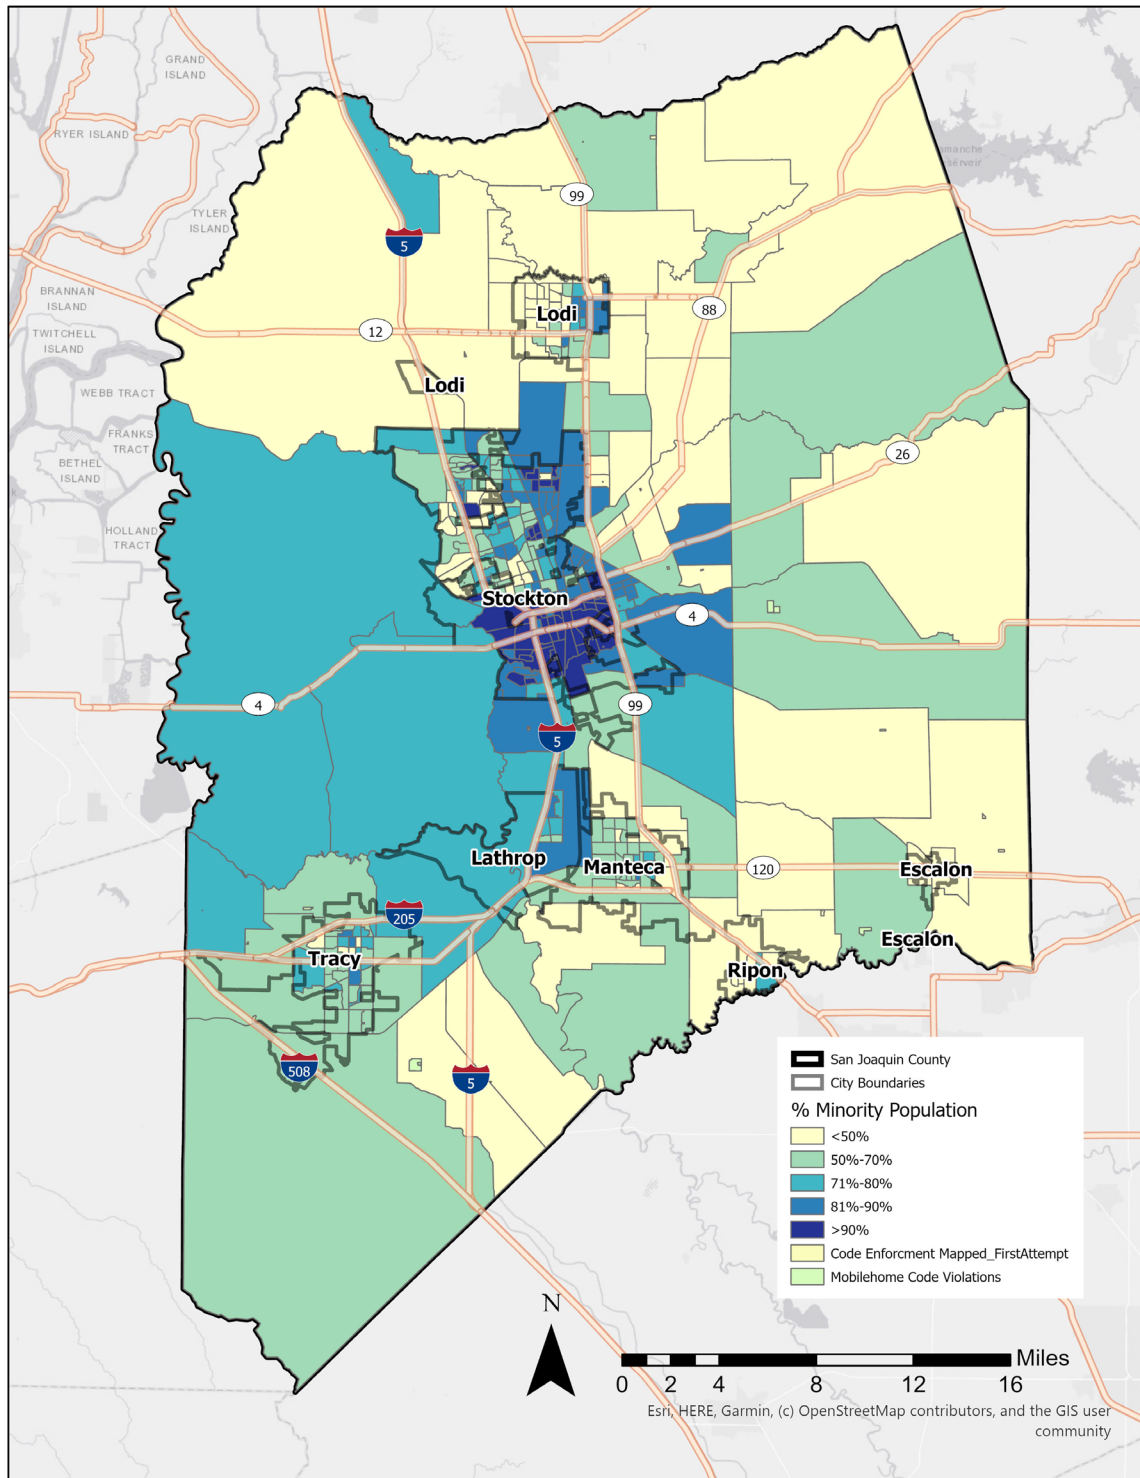 GRAND
ISLAND
RYER ISLAND
TYLER
ISLAND
BRANNAN
ISLAND
TWITCHELL
ISLAND
WEBB TRACT
FRANKS
TRACT
BETHEL
ISLAND
HOLLAND
TRACT
99
5
Lodi
12
88
Lodi
26
Stockton
4
4
99
5
Lathrop
Manteca
120
Escalon
205
Escalon
Tracy
Ripon
508
5
San Joaquin County
City Boundaries
% Minority Population
<50%
50%-70%
71%-80%
81%-90%
>90%
Code Enforcment Mapped_FirstAttempt
Mobilehome Code Violations
N
Miles
0 2 4 8 12 16
Esri, HERE, Garmin, (c) OpenStreetMap contributors, and the GIS user
community